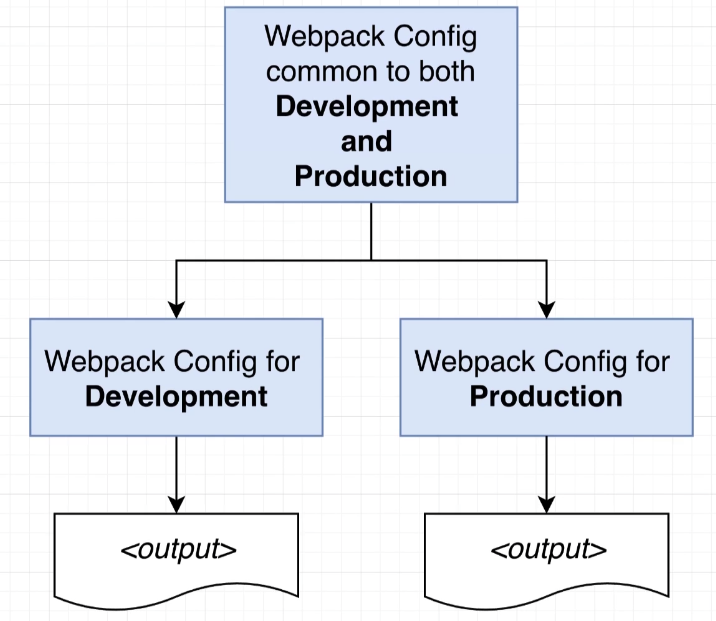 Webpack Config
common to both
Development
and
Production
Webpack Config for
Development
Webpack Config for
Production
<output>
<output>